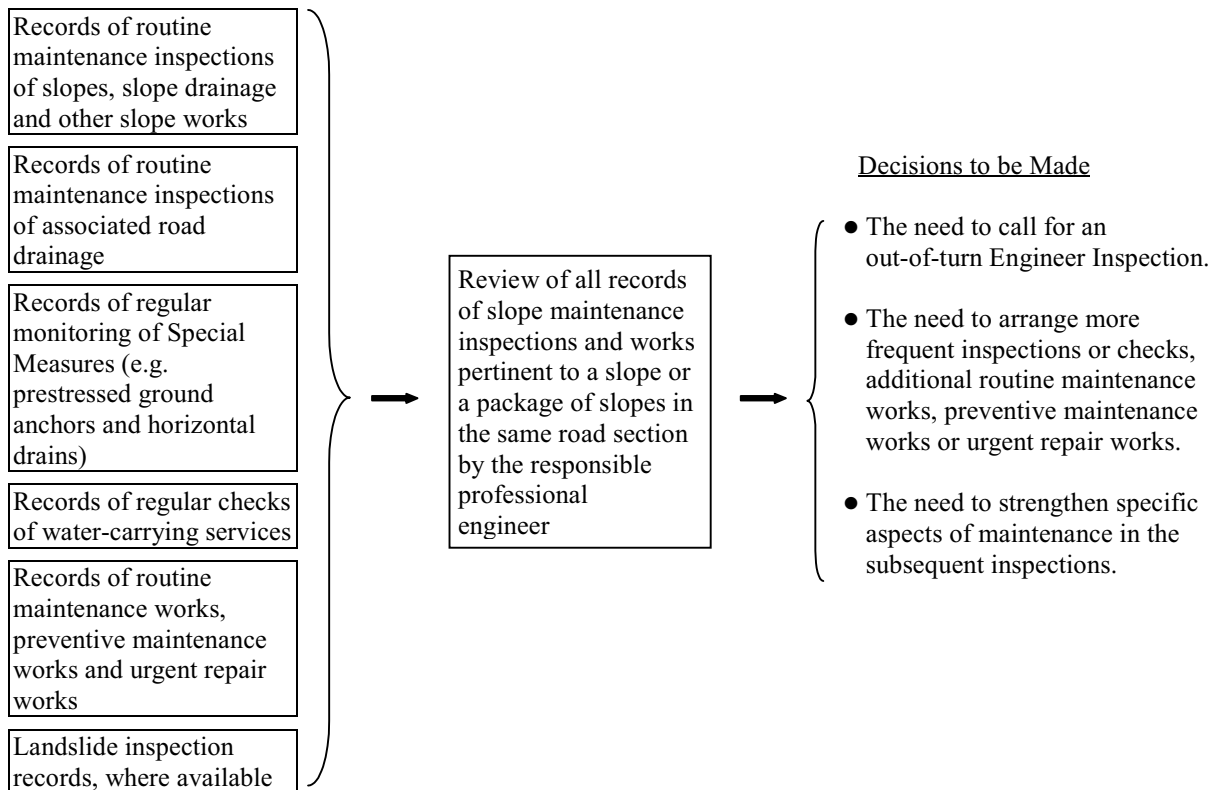 Records of routine
maintenance inspections
of slopes, slope drainage
and other slope works
Records of routine
maintenance inspections
of associated road
drainage
Records of regular
monitoring of Special
Measures (e.g.
prestressed ground
anchors and horizontal
drains)
Records of regular checks
of water-carrying services
Records of routine
maintenance works,
preventive maintenance
works and urgent repair
works
Landslide inspection
records, where available
Review of all records
of slope maintenance
inspections and works
pertinent to a slope or
a package of slopes in
the same road section
by the responsible
professional
engineer
Decisions to be Made
● The need to call for an
out-of-turn Engineer Inspection.
● The need to arrange more
frequent inspections or checks,
additional routine maintenance
works, preventive maintenance
works or urgent repair works.
● The need to strengthen specific
aspects of maintenance in the
subsequent inspections.